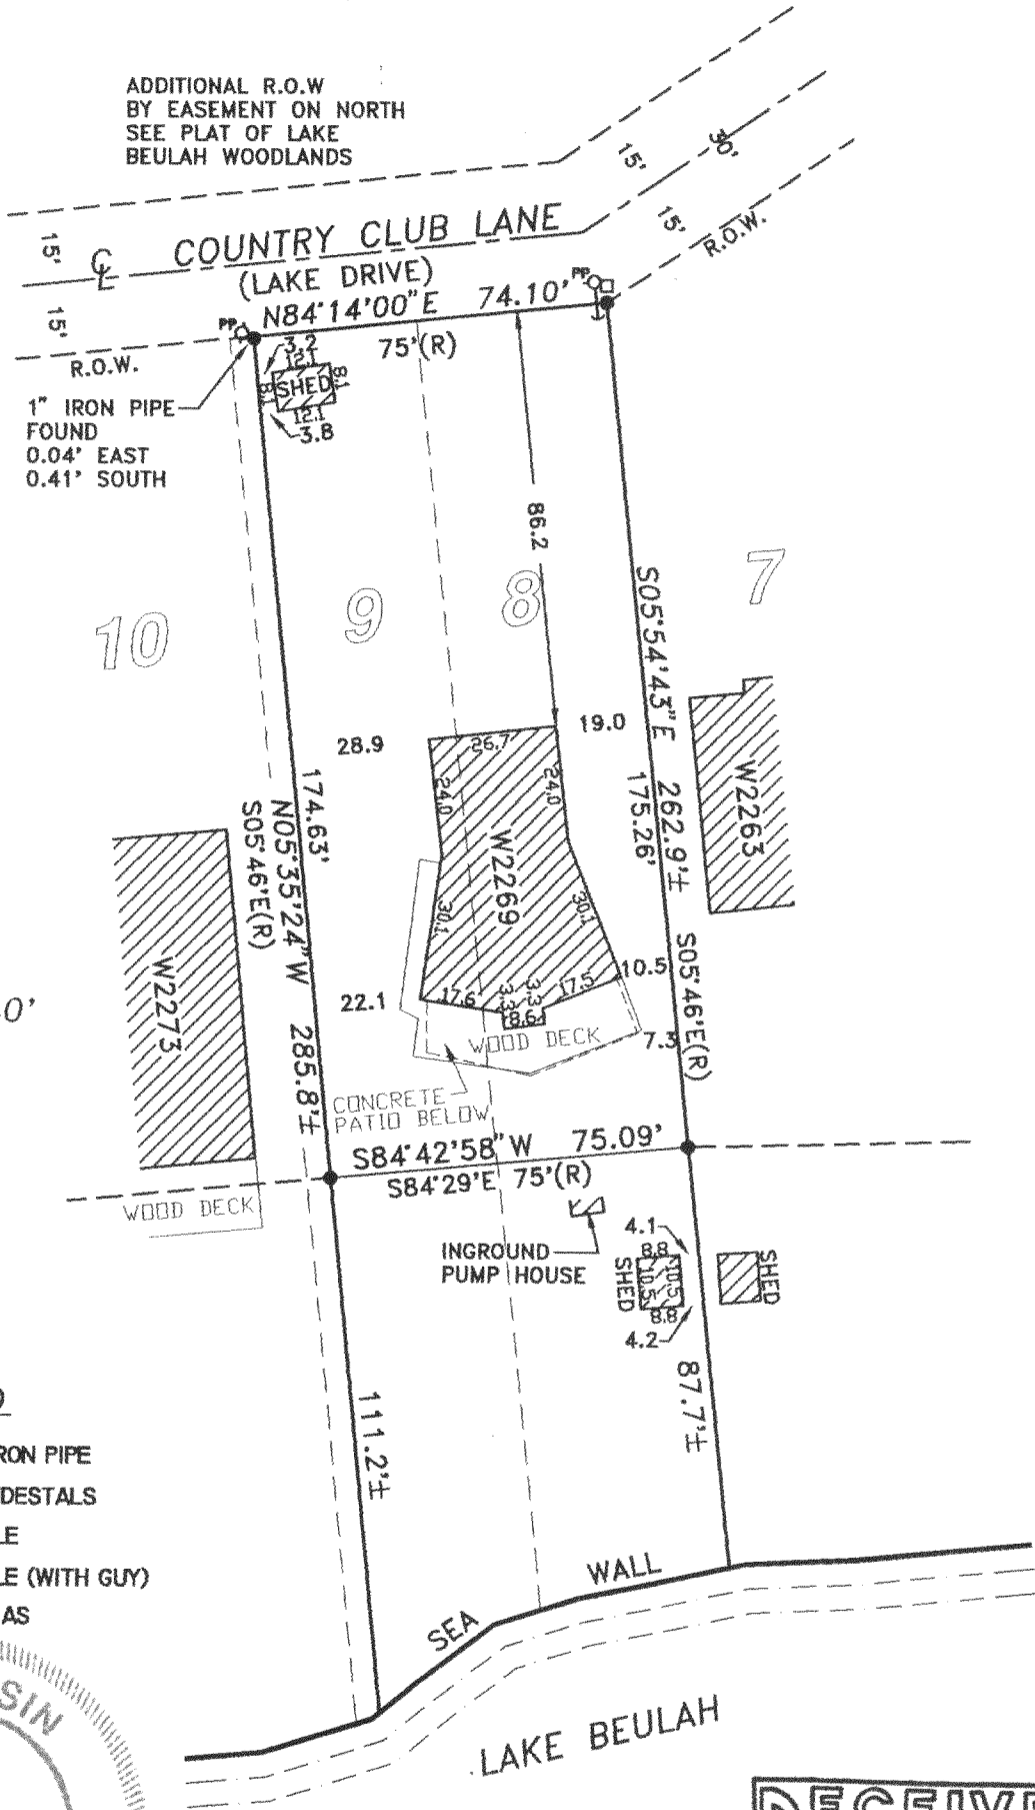 ADDITIONAL R.O.W
BY EASEMENT ON NORTH
SEE PLAT OF LAKE
BEULAH WOODLANDS
15'
30'
15'
R.O.W.
15'
℄
COUNTRY CLUB LANE
(LAKE DRIVE)
15'
R.O.W.
PP
N84°14'00"E 74.10'
PP
75'(R)
3.2
12.1
8.1
SHED
8.1
12.1
3.8
1" IRON PIPE
FOUND
0.04' EAST
0.41' SOUTH
86.2
10
9
8
7
S05°54'43"E 262.9'±
175.26'
S05°46'E(R)
28.9
26.7
19.0
24.0
24.0
W2269
W2263
174.63'
N05°35'24"W 285.8'±
S05°46'E(R)
W2273
30.1
30.1
0'
22.1
17.6
3.3
8.6
3.3
17.5
10.5
WOOD DECK
7.3
CONCRETE
PATIO BELOW
S84°42'58"W 75.09'
S84°29'E 75'(R)
WOOD DECK
INGROUND
PUMP HOUSE
4.1
8.8
SHED
10.5
10.5
8.8
4.2
SHED
87.7'±
111.2'±
RON PIPE
DESTALS
LE
LE (WITH GUY)
AS
SIN
SEA WALL
LAKE BEULAH